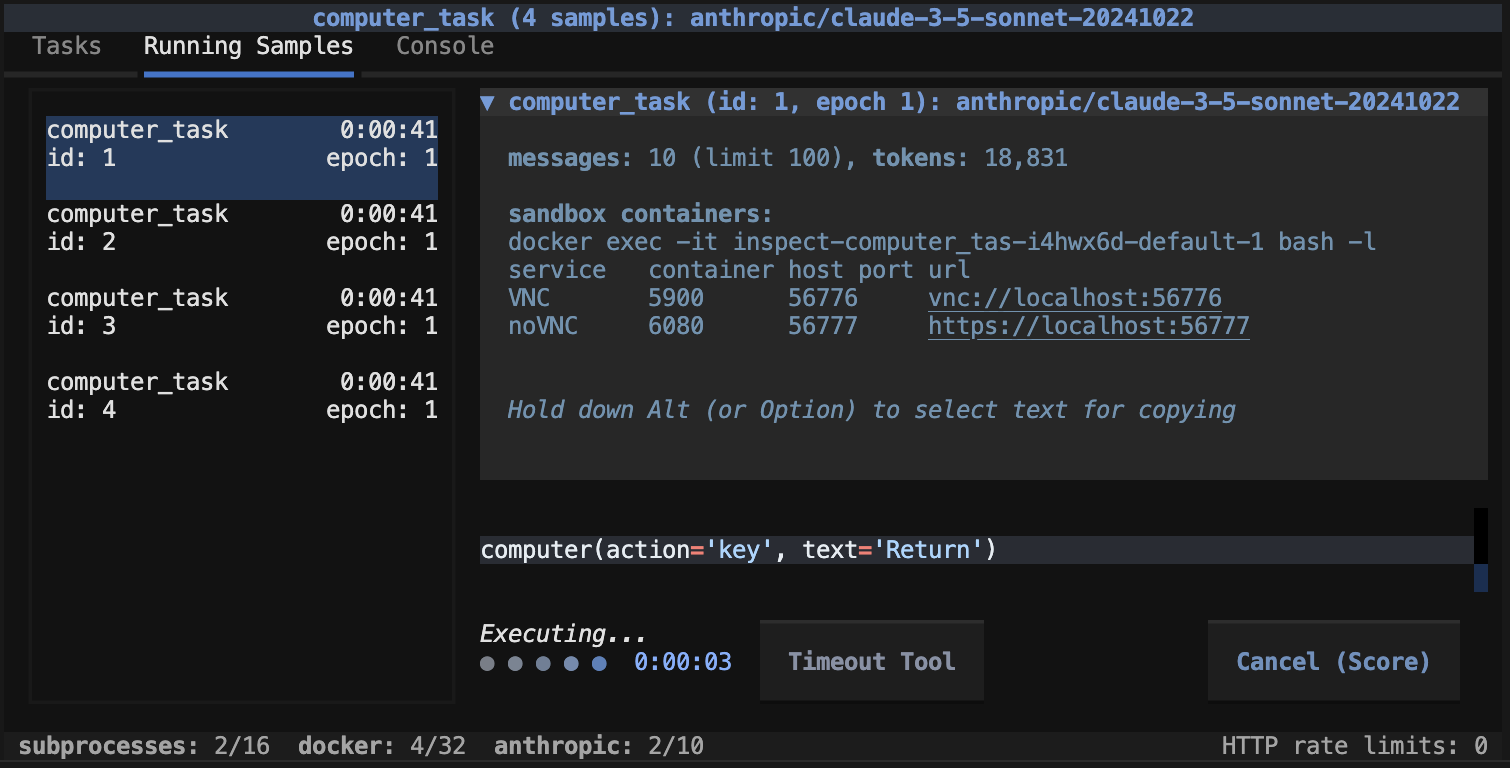 computer_task (4 samples): anthropic/claude-3-5-sonnet-20241022
Tasks Running Samples Console
computer_task 0:00:41
id: 1 epoch: 1
computer_task 0:00:41
id: 2 epoch: 1
computer_task 0:00:41
id: 3 epoch: 1
computer_task 0:00:41
id: 4 epoch: 1
▼ computer_task (id: 1, epoch 1): anthropic/claude-3-5-sonnet-20241022
messages: 10 (limit 100), tokens: 18,831
sandbox containers:
docker exec -it inspect-computer_tas-i4hwx6d-default-1 bash -l
service container host port url
VNC 5900 56776 vnc://localhost:56776
noVNC 6080 56777 https://localhost:56777
Hold down Alt (or Option) to select text for copying
computer(action='key', text='Return')
Executing...
0:00:03 Timeout Tool Cancel (Score)
subprocesses: 2/16 docker: 4/32 anthropic: 2/10 HTTP rate limits: 0